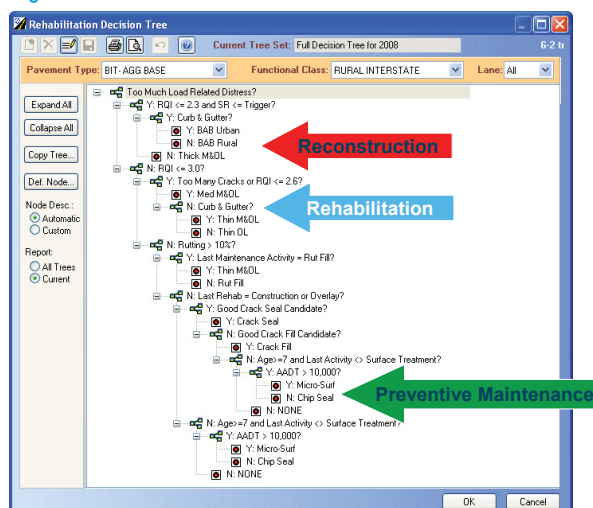 Rehabilitation Decision Tree
Current Tree Set: Full Decision Tree for 2008
6-2 tr
Pavement Type: BIT- AGG BASE Functional Class: RURAL INTERSTATE Lane: All
Expand All
Collapse All
Copy Tree...
Def. Node...
Node Desc.:
Automatic
Custom
Report:
All Trees
Current
Too Much Load Related Distress?
Y: RQI <= 2.3 and SR <= Trigger?
Y: Curb & Gutter?
Y: BAB Urban
N: BAB Rural
N: Thick M&OL
N: RQI <= 3.0?
Y: Too Many Cracks or RQI <= 2.6?
Y: Med M&OL
N: Curb & Gutter?
Y: Thin M&OL
N: Thin OL
N: Rutting > 10%?
Y: Last Maintenance Activity = Rut Fill?
Y: Thin M&OL
N: Rut Fill
N: Last Rehab = Construction or Overlay?
Y: Good Crack Seal Candidate?
Y: Crack Seal
N: Good Crack Fill Candidate?
Y: Crack Fill
N: Age>=7 and Last Activity <> Surface Treatment?
Y: AADT > 10,000?
Y: Micro-Surf
N: Chip Seal
N: NONE
N: Age>=7 and Last Activity <> Surface Treatment?
Y: AADT > 10,000?
Y: Micro-Surf
N: Chip Seal
N: NONE
Reconstruction
Rehabilitation
Preventive Maintenance
OK Cancel